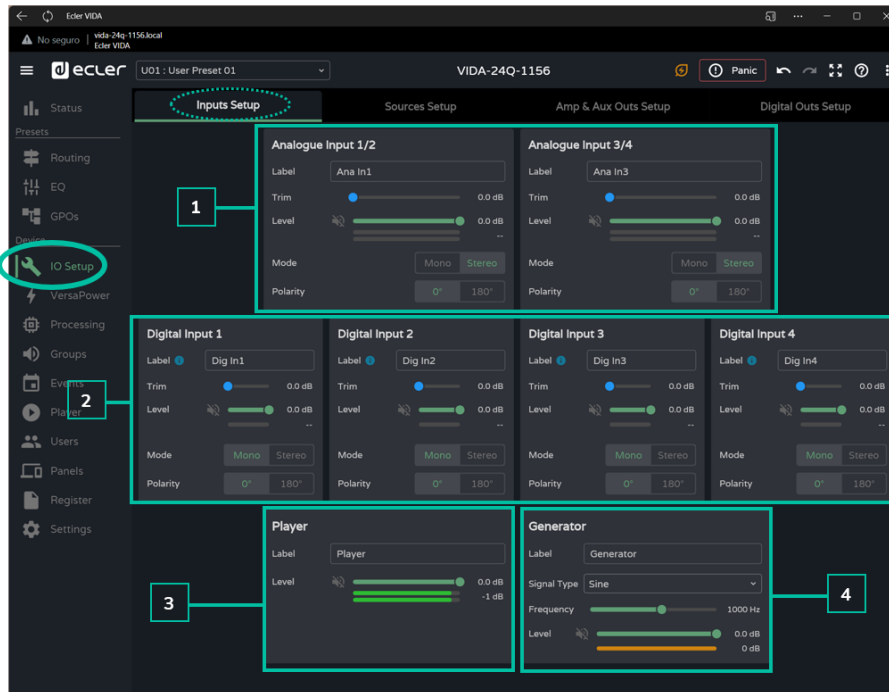 Ecler VIDA
No seguro
vida-24q-1156.local
Ecler VIDA
ecler
U01 : User Preset 01
VIDA-24Q-1156
Panic
Status
Presets
Routing
EQ
GPOs
Device
IO Setup
VersaPower
Processing
Groups
Events
Player
Users
Panels
Register
Settings
Inputs Setup
Sources Setup
Amp & Aux Outs Setup
Digital Outs Setup
1
Analogue Input 1/2
Label Ana In1
Trim 0.0 dB
Level 0.0 dB
--
Mode Mono Stereo
Polarity 0° 180°
Analogue Input 3/4
Label Ana In3
Trim 0.0 dB
Level 0.0 dB
--
Mode Mono Stereo
Polarity 0° 180°
2
Digital Input 1
Label Dig In1
Trim 0.0 dB
Level 0.0 dB
--
Mode Mono Stereo
Polarity 0° 180°
Digital Input 2
Label Dig In2
Trim 0.0 dB
Level 0.0 dB
--
Mode Mono Stereo
Polarity 0° 180°
Digital Input 3
Label Dig In3
Trim 0.0 dB
Level 0.0 dB
--
Mode Mono Stereo
Polarity 0° 180°
Digital Input 4
Label Dig In4
Trim 0.0 dB
Level 0.0 dB
--
Mode Mono Stereo
Polarity 0° 180°
3
Player
Label Player
Level 0.0 dB
-1 dB
Generator
Label Generator
Signal Type Sine
Frequency 1000 Hz
Level 0.0 dB
0 dB
4